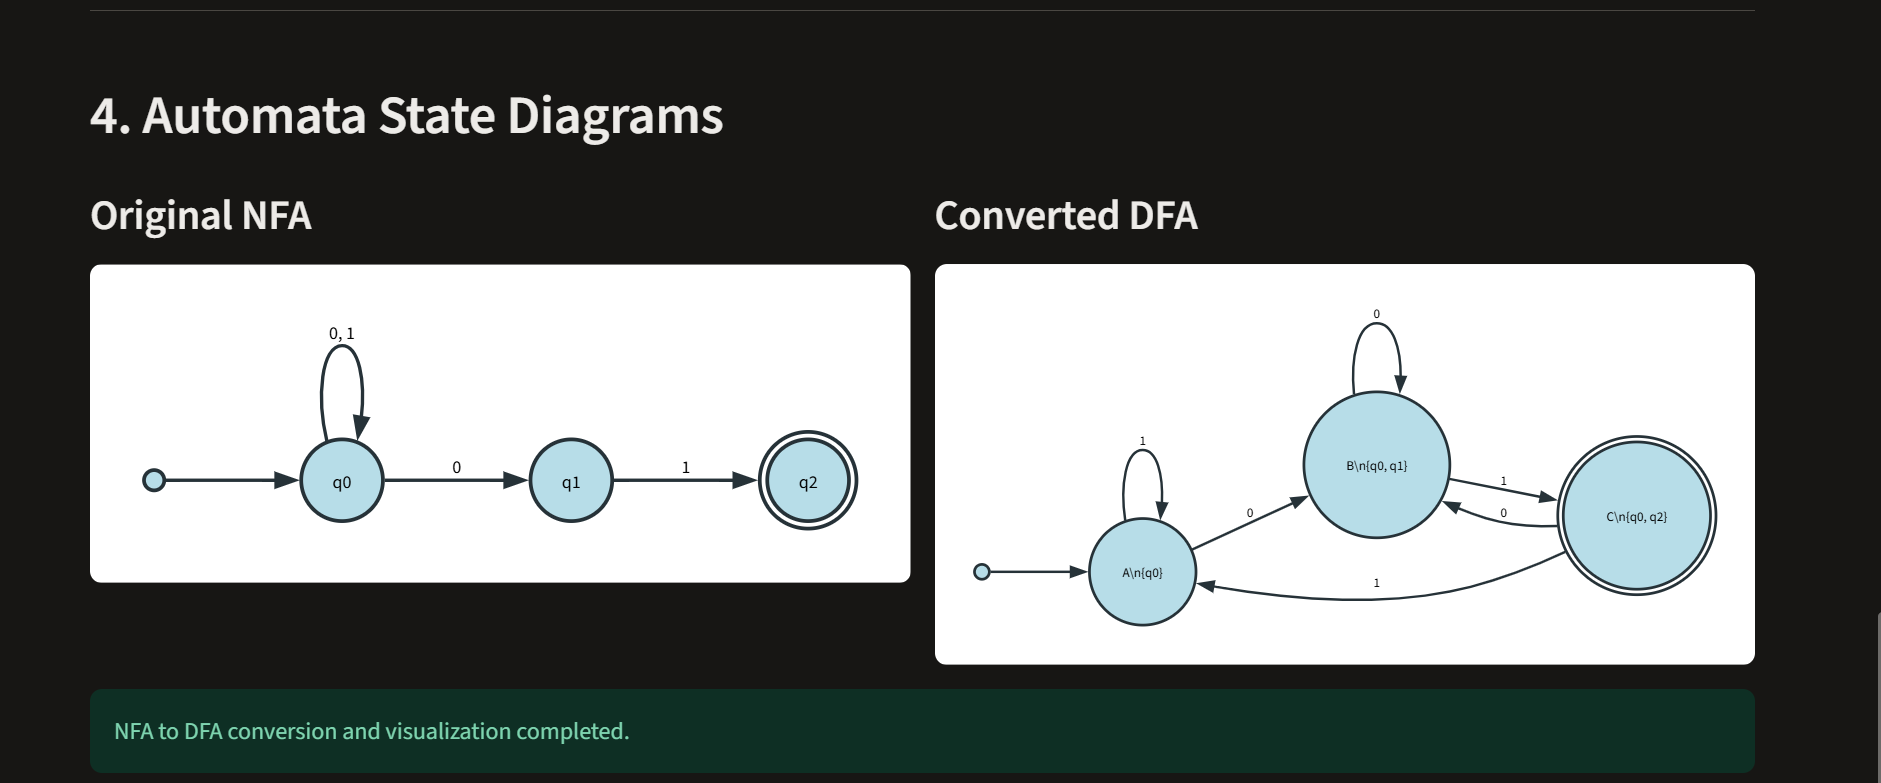 4. Automata State Diagrams
Original NFA
0, 1
q0
0
q1
1
q2
Converted DFA
0
B\n{q0, q1}
1
1
0
0
C\n{q0, q2}
A\n{q0}
1
NFA to DFA conversion and visualization completed.